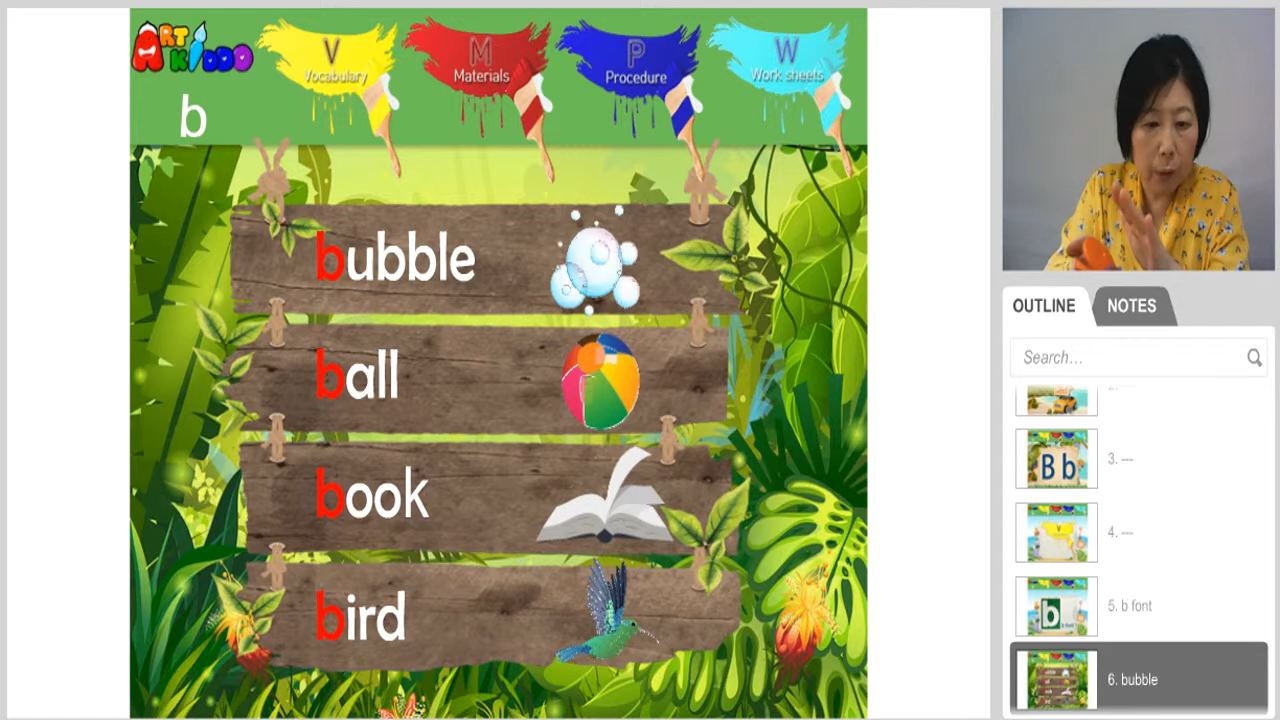 ART KIDDO
V
Vocabulary
M
Materials
P
Procedure
W
Work sheets
b
bubble
ball
book
bird
OUTLINE
NOTES
Search...
3. ---
B b
4. ---
V
5. b font
b
6. bubble